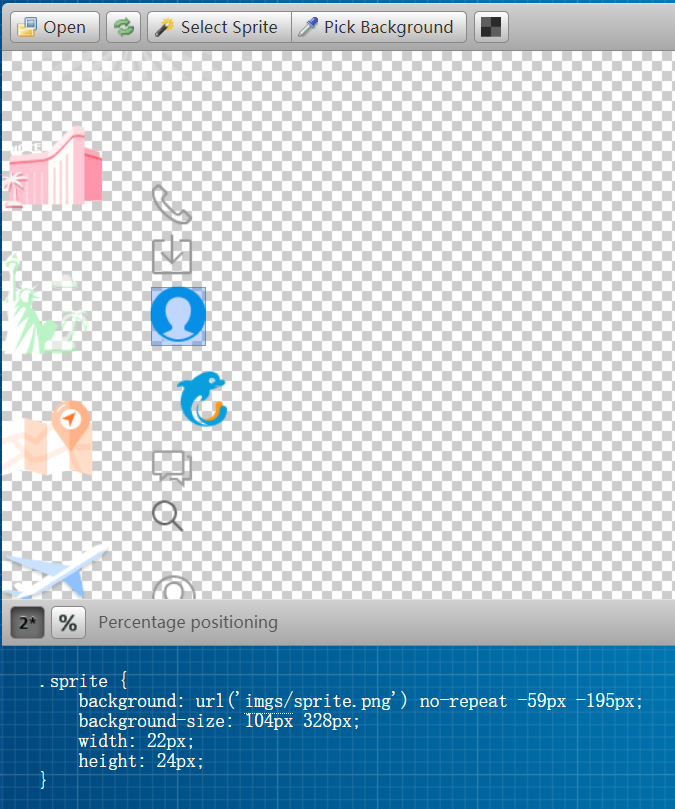 Open
Select Sprite
Pick Background
2*
%
Percentage positioning
.sprite {
background: url('imgs/sprite.png') no-repeat -59px -195px;
background-size: 104px 328px;
width: 22px;
height: 24px;
}